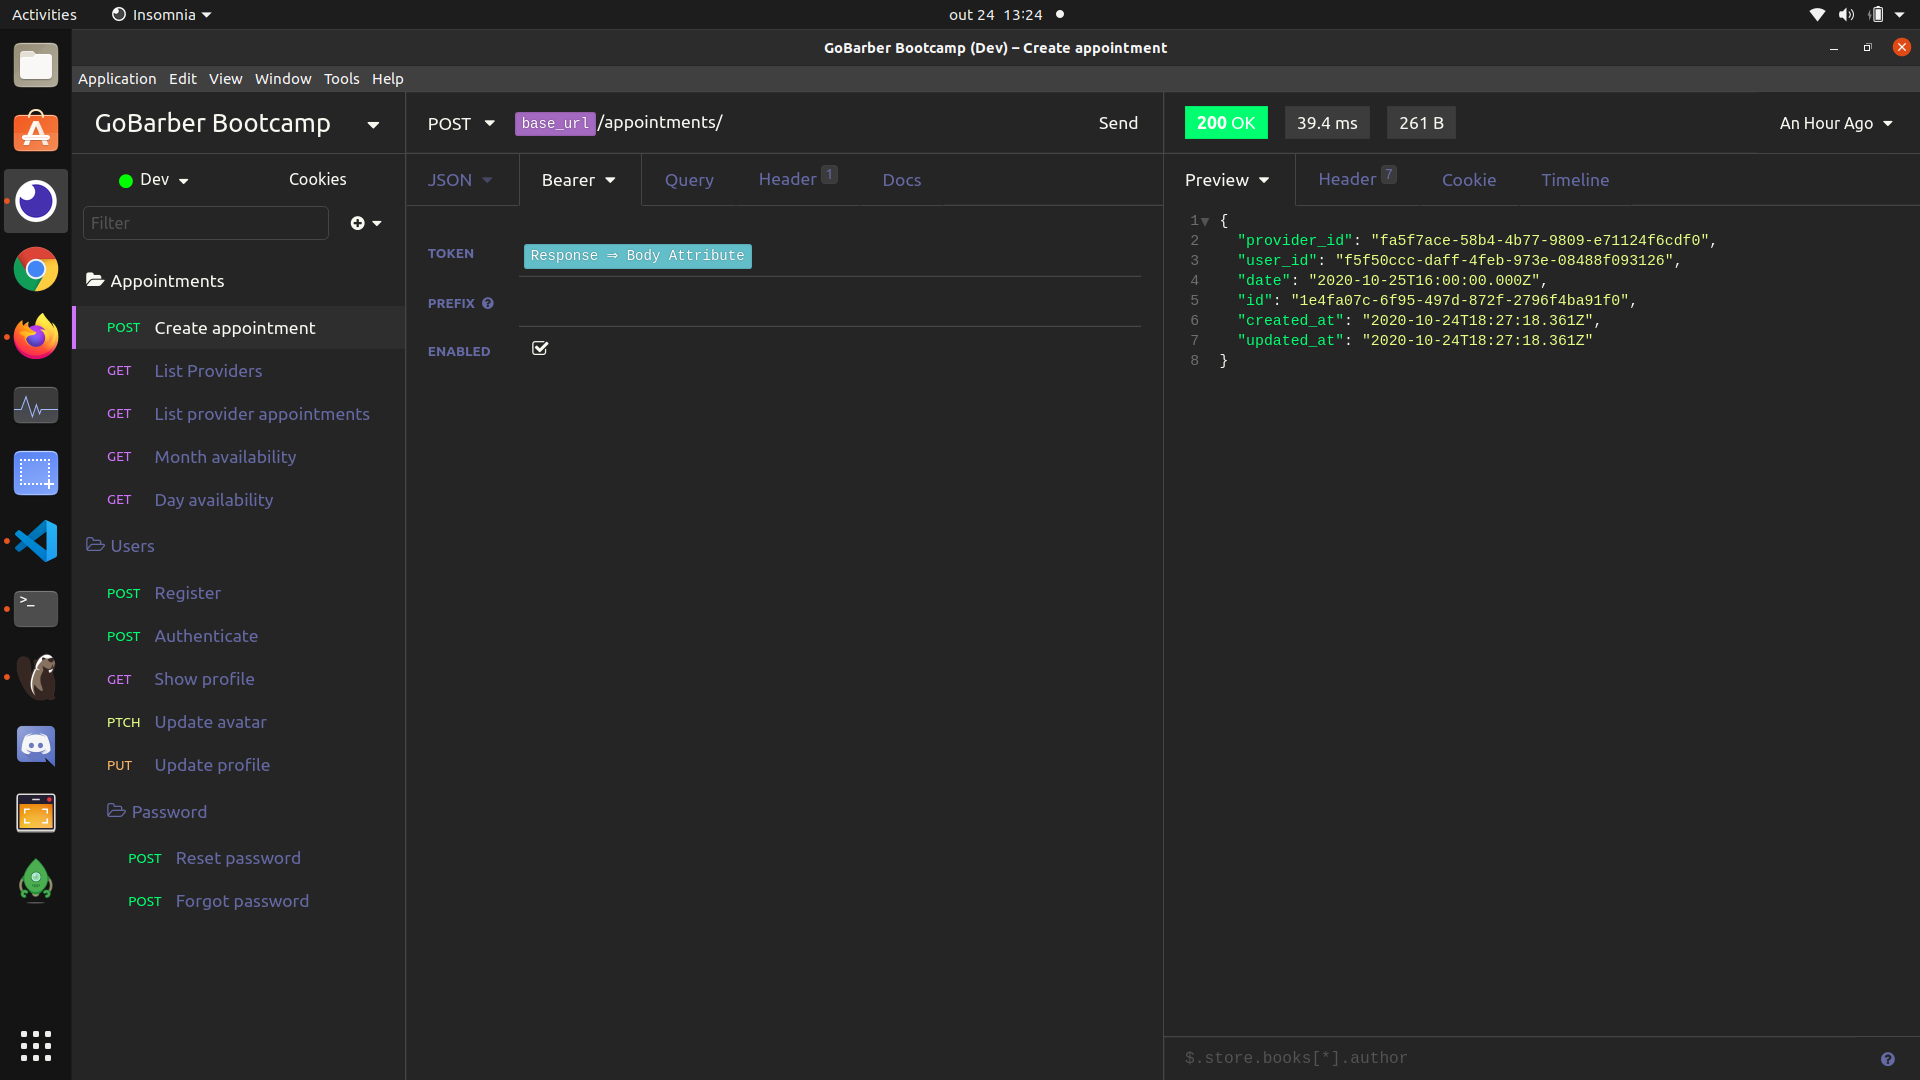 Activities
Insomnia
out 24 13:24
GoBarber Bootcamp (Dev) – Create appointment
Application Edit View Window Tools Help
GoBarber Bootcamp
Dev
Cookies
Filter
Appointments
POST Create appointment
GET List Providers
GET List provider appointments
GET Month availability
GET Day availability
Users
POST Register
POST Authenticate
GET Show profile
PTCH Update avatar
PUT Update profile
Password
POST Reset password
POST Forgot password
POST base_url/appointments/ Send
JSON Bearer Query Header 1 Docs
TOKEN Response ⇒ Body Attribute
PREFIX
ENABLED
200 OK 39.4 ms 261 B An Hour Ago
Preview Header 7 Cookie Timeline
1 {
2 "provider_id": "fa5f7ace-58b4-4b77-9809-e71124f6cdf0",
3 "user_id": "f5f50ccc-daff-4feb-973e-08488f093126",
4 "date": "2020-10-25T16:00:00.000Z",
5 "id": "1e4fa07c-6f95-497d-872f-2796f4ba91f0",
6 "created_at": "2020-10-24T18:27:18.361Z",
7 "updated_at": "2020-10-24T18:27:18.361Z"
8 }
$.store.books[*].author